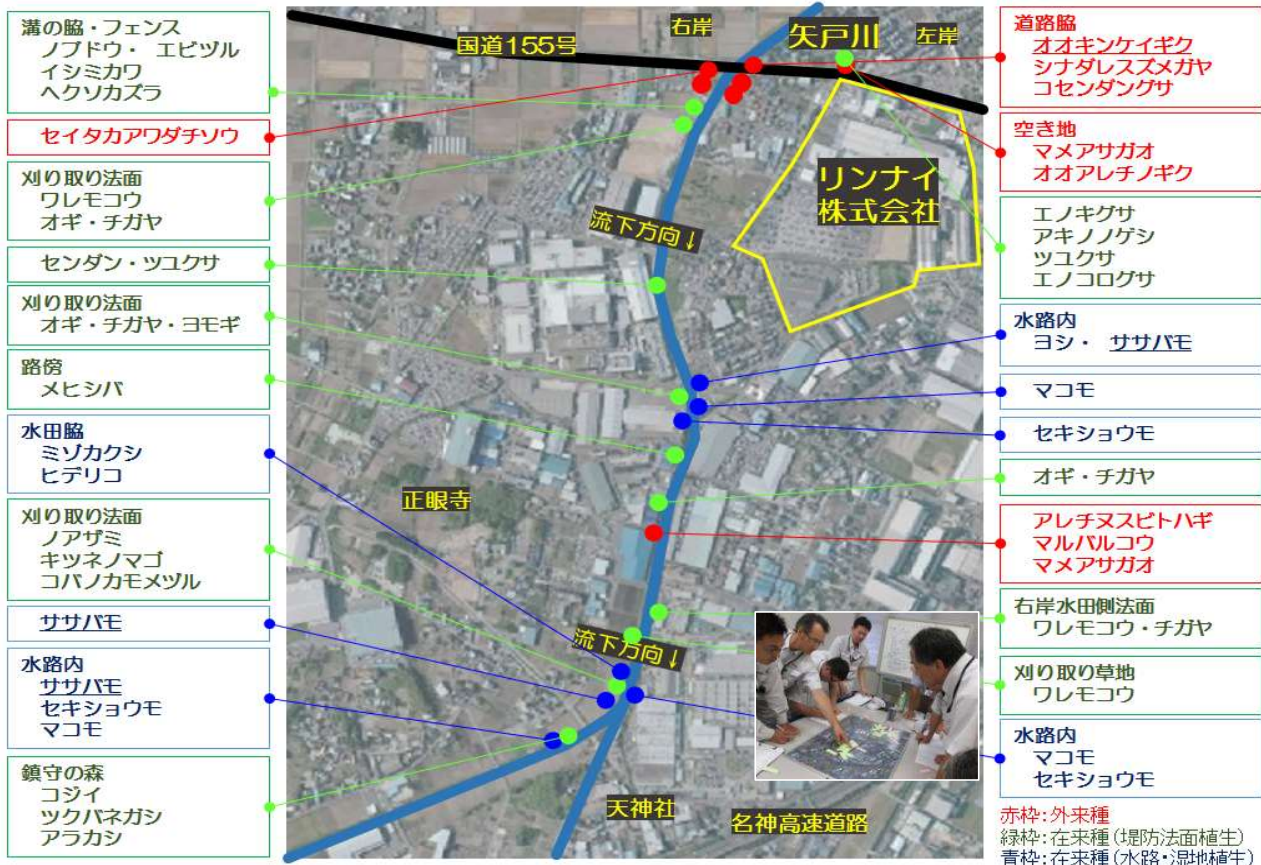 溝の脇・フェンス
ノブドウ・ エビヅル
イシミカワ
ヘクソカズラ
セイタカアワダチソウ
刈り取り法面
ワレモコウ
オギ・チガヤ
センダン・ツユクサ
刈り取り法面
オギ・チガヤ・ヨモギ
路傍
メヒシバ
水田脇
ミゾカクシ
ヒデリコ
刈り取り法面
ノアザミ
キツネノマゴ
コバノカモメヅル
ササバモ
水路内
ササバモ
セキショウモ
マコモ
鎮守の森
コジイ
ツクバネガシ
アラカシ
国道155号
右岸
矢戸川
左岸
リンナイ
株式会社
流下方向↓
正眼寺
流下方向↓
天神社
名神高速道路
道路脇
オオキンケイギク
シナダレスズメガヤ
コセンダングサ
空き地
マメアサガオ
オオアレチノギク
エノキグサ
アキノノゲシ
ツユクサ
エノコログサ
水路内
ヨシ・ ササバモ
マコモ
セキショウモ
オギ・チガヤ
アレチヌスビトハギ
マルバルコウ
マメアサガオ
右岸水田側法面
ワレモコウ・チガヤ
刈り取り草地
ワレモコウ
水路内
マコモ
セキショウモ
赤枠:外来種
緑枠:在来種(堤防法面植生)
青枠:在来種(水路・湿地植生)